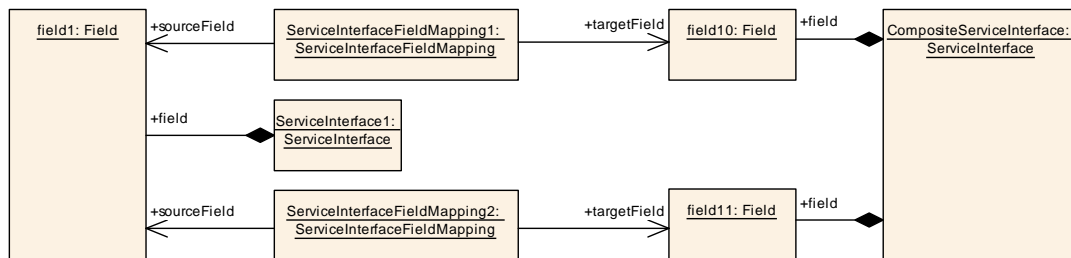 field1: Field
+sourceField
ServiceInterfaceFieldMapping1:
ServiceInterfaceFieldMapping
+targetField
field10: Field
+field
CompositeServiceInterface:
ServiceInterface
+field
ServiceInterface1:
ServiceInterface
+sourceField
ServiceInterfaceFieldMapping2:
ServiceInterfaceFieldMapping
+targetField
field11: Field
+field